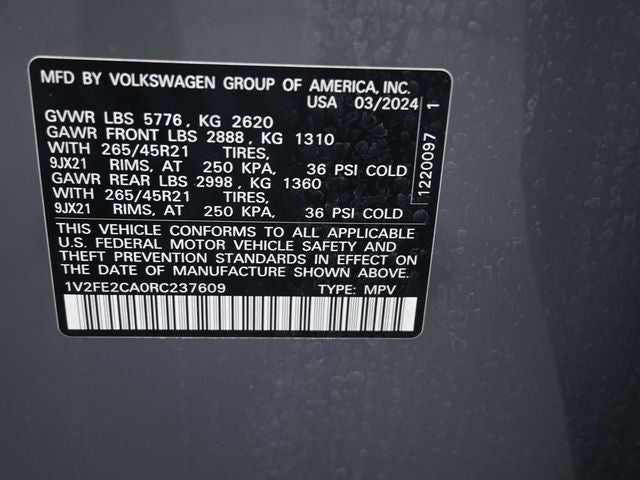 MFD BY VOLKSWAGEN GROUP OF AMERICA, INC.
USA 03/2024
GVWR LBS 5776, KG 2620
GAWR FRONT LBS 2888, KG 1310
WITH 265/45R21 TIRES,
9JX21 RIMS, AT 250 KPA, 36 PSI COLD
GAWR REAR LBS 2998, KG 1360
WITH 265/45R21 TIRES,
9JX21 RIMS, AT 250 KPA, 36 PSI COLD
THIS VEHICLE CONFORMS TO ALL APPLICABLE
U.S. FEDERAL MOTOR VEHICLE SAFETY AND
THEFT PREVENTION STANDARDS IN EFFECT ON
THE DATE OF MANUFACTURE SHOWN ABOVE.
1V2FE2CA0RC237609 TYPE: MPV
1220097 1